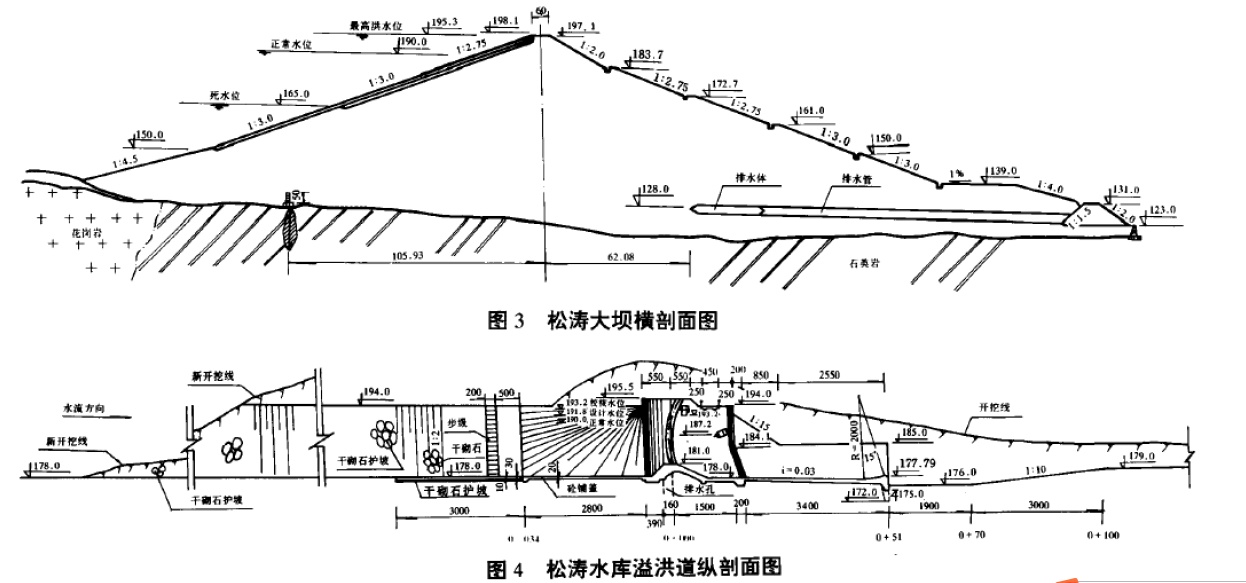 最高洪水位 195.3 198.1 60 197.1
正常水位 190.0 1:2.75 1:2.0 183.7
死水位 165.0 1:3.0 1:2.75 172.7
150.0 1:3.0 1:2.75 161.0
1:4.5 1:3.0 150.0
1:3.0 1% 139.0
128.0 排水体 排水管 1:4.0 131.0
1:1.5 1:2.0 123.0
花岗岩
105.93 62.08 石类岩
图 3 松涛大坝横剖面图
新开挖线 194.0 200 500 195.5 550 550 450 200 850 2550
水流方向 193.2 校核水位 250 250 194.0 开挖线
191.8 设计水位 193.2
190.0 正常水位 187.2 1:15
新开挖线 步级 1:2 干砌石 184.1 R=2000 185.0
178.0 干砌石护坡 178.0 30 20 181.0 178.0 i=0.03 15° 177.79 176.0 1:10 179.0
干砌石护坡 干砌石护坡 10 砼铺盖 排水孔 172.0 175.0
3000 2800 390 160 1500 200 3400 1900 3000
0+51 0+70 0+100
图 4 松涛水库溢洪道纵剖面图